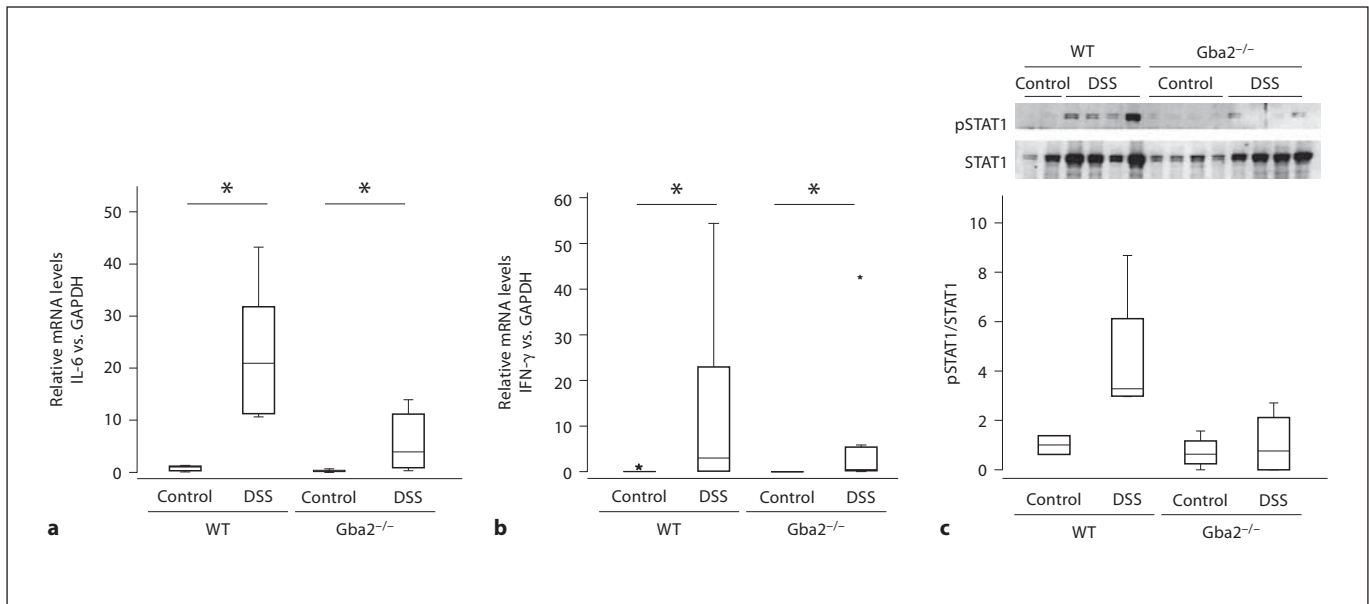 WT
Gba2–/–
Control
DSS
Control
DSS
pSTAT1
STAT1
Relative mRNA levels
IL-6 vs. GAPDH
50
40
30
20
10
0
*
*
Control
DSS
Control
DSS
WT
Gba2–/–
a
Relative mRNA levels
IFN-γ vs. GAPDH
60
50
40
30
20
10
0
*
*
*
*
Control
DSS
Control
DSS
WT
Gba2–/–
b
pSTAT1/STAT1
10
8
6
4
2
0
Control
DSS
Control
DSS
WT
Gba2–/–
c